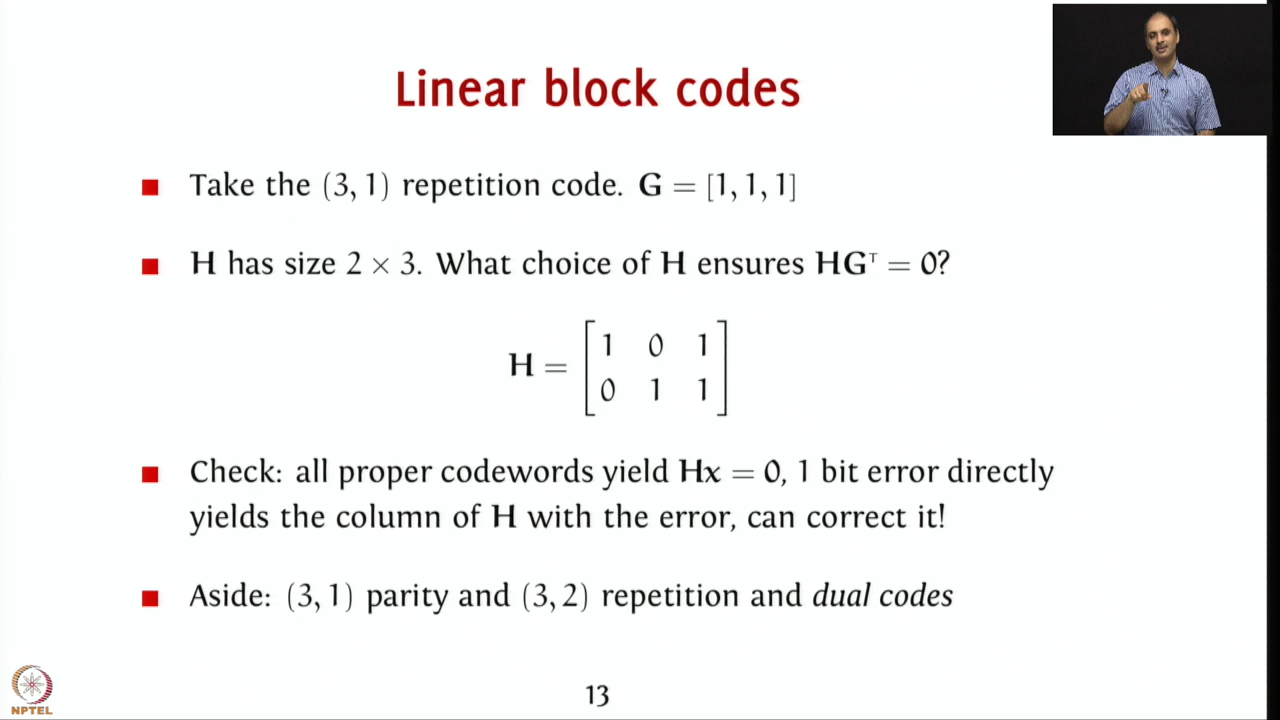 Linear block codes
Take the (3, 1) repetition code. G = [1, 1, 1]
H has size 2 × 3. What choice of H ensures HGᵀ = 0?
H = [1 0 1
0 1 1]
Check: all proper codewords yield Hx = 0, 1 bit error directly
yields the column of H with the error, can correct it!
Aside: (3, 1) parity and (3, 2) repetition and dual codes
13
NPTEL